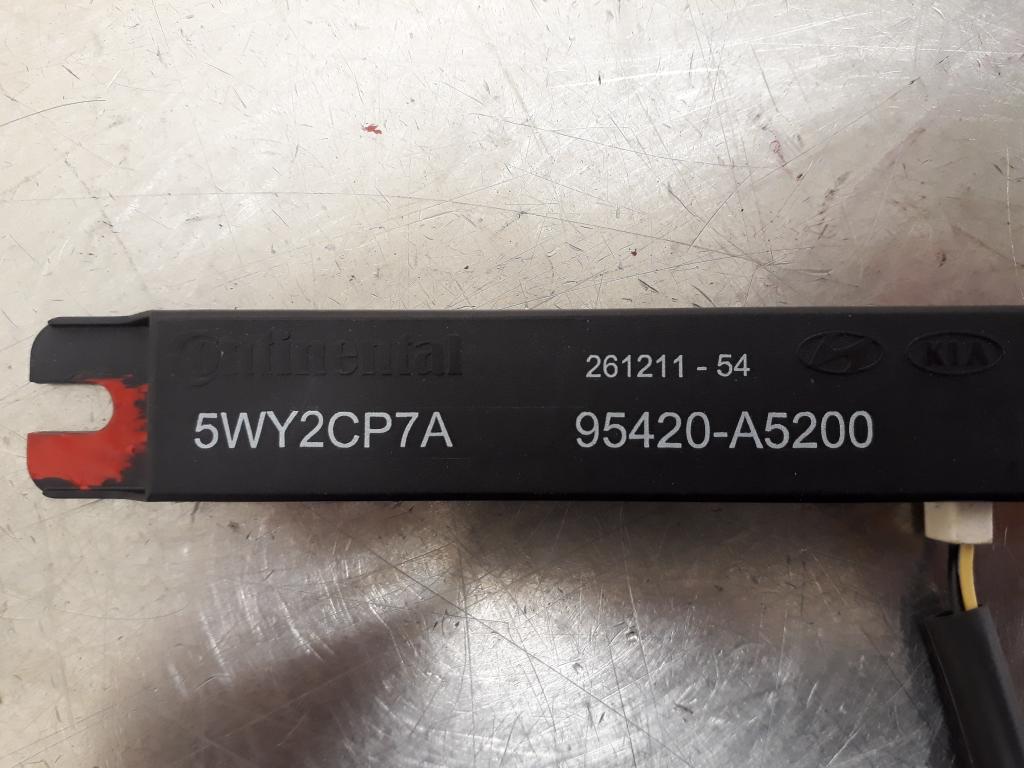 Continental
261211 - 54
KIA
5WY2CP7A
95420-A5200